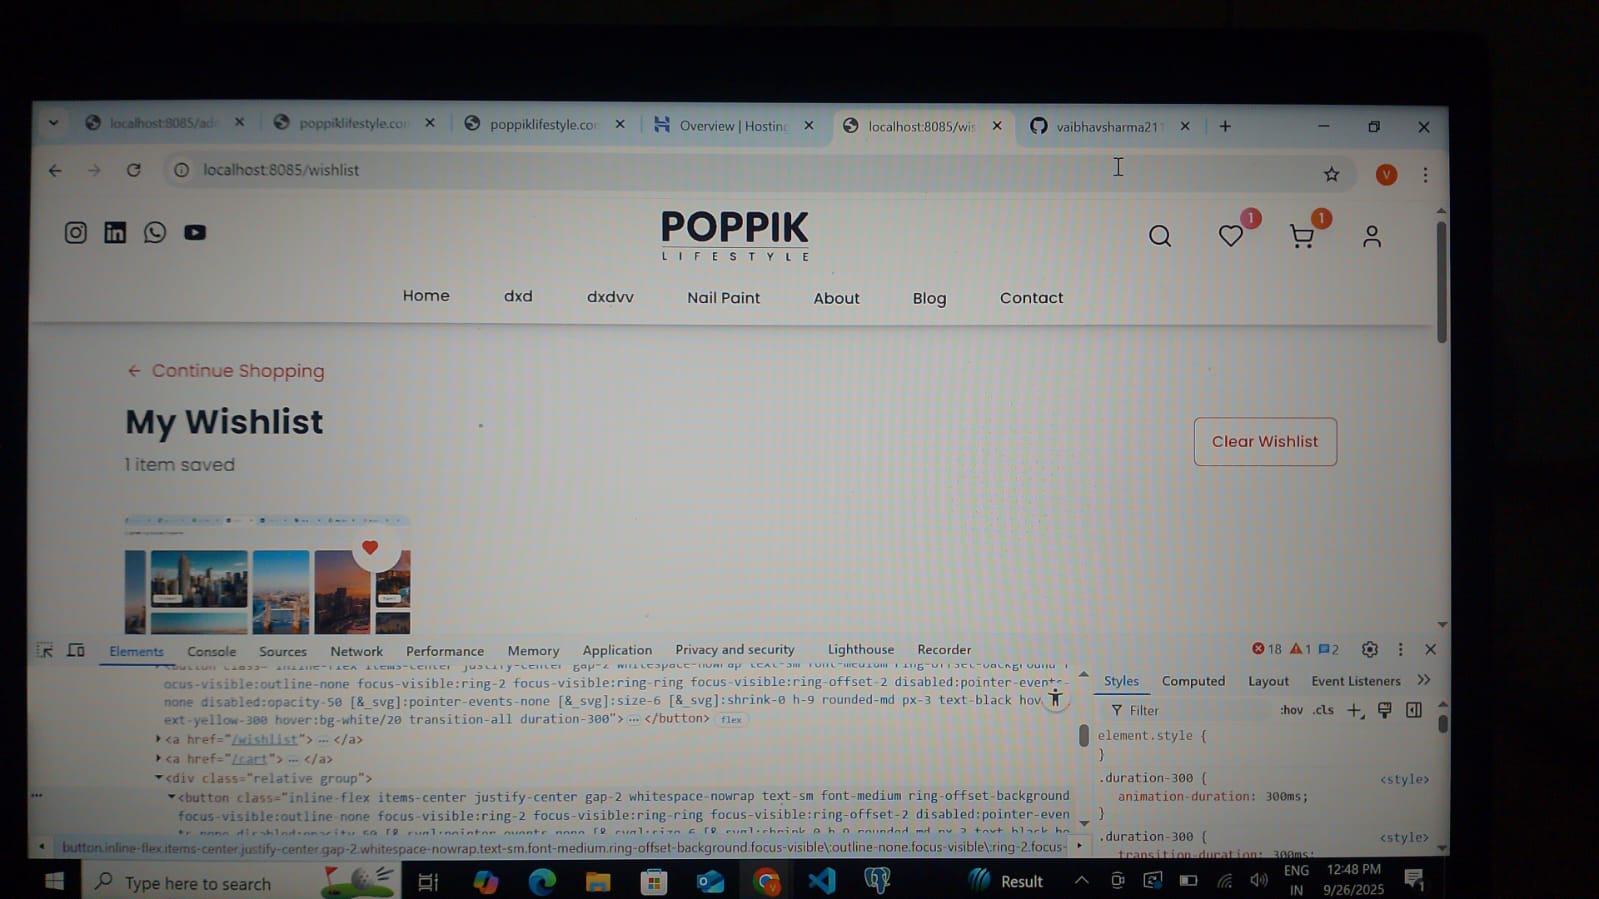 localhost:8085/adm
poppiklifestyle.com
poppiklifestyle.com
Overview | Hosting
localhost:8085/wis
vaibhavsharma211
localhost:8085/wishlist
V
POPPIK
LIFESTYLE
1
1
Home
dxd
dxdvv
Nail Paint
About
Blog
Contact
← Continue Shopping
My Wishlist
1 item saved
Clear Wishlist
Elements
Console
Sources
Network
Performance
Memory
Application
Privacy and security
Lighthouse
Recorder
18
1
2
ocus-visible:outline-none focus-visible:ring-2 focus-visible:ring-ring focus-visible:ring-offset-2 disabled:pointer-events-
none disabled:opacity-50 [&_svg]:pointer-events-none [&_svg]:size-6 [&_svg]:shrink-0 h-9 rounded-md px-3 text-black hov
ext-yellow-300 hover:bg-white/20 transition-all duration-300">… </button> flex
<a href="/wishlist"> … </a>
<a href="/cart"> … </a>
<div class="relative group">
<button class="inline-flex items-center justify-center gap-2 whitespace-nowrap text-sm font-medium ring-offset-background
focus-visible:outline-none focus-visible:ring-2 focus-visible:ring-ring focus-visible:ring-offset-2 disabled:pointer-even
button.inline-flex.items-center.justify-center.gap-2.whitespace-nowrap.text-sm.font-medium.ring-offset-background.focus-visible\:outline-none.focus-visible\:ring-2.focus-
Styles
Computed
Layout
Event Listeners
Filter
:hov .cls
element.style {
}
.duration-300 { <style>
animation-duration: 300ms;
}
.duration-300 { <style>
transition-duration: 300ms;
Type here to search
Result
ENG
IN
12:48 PM
9/26/2025
1